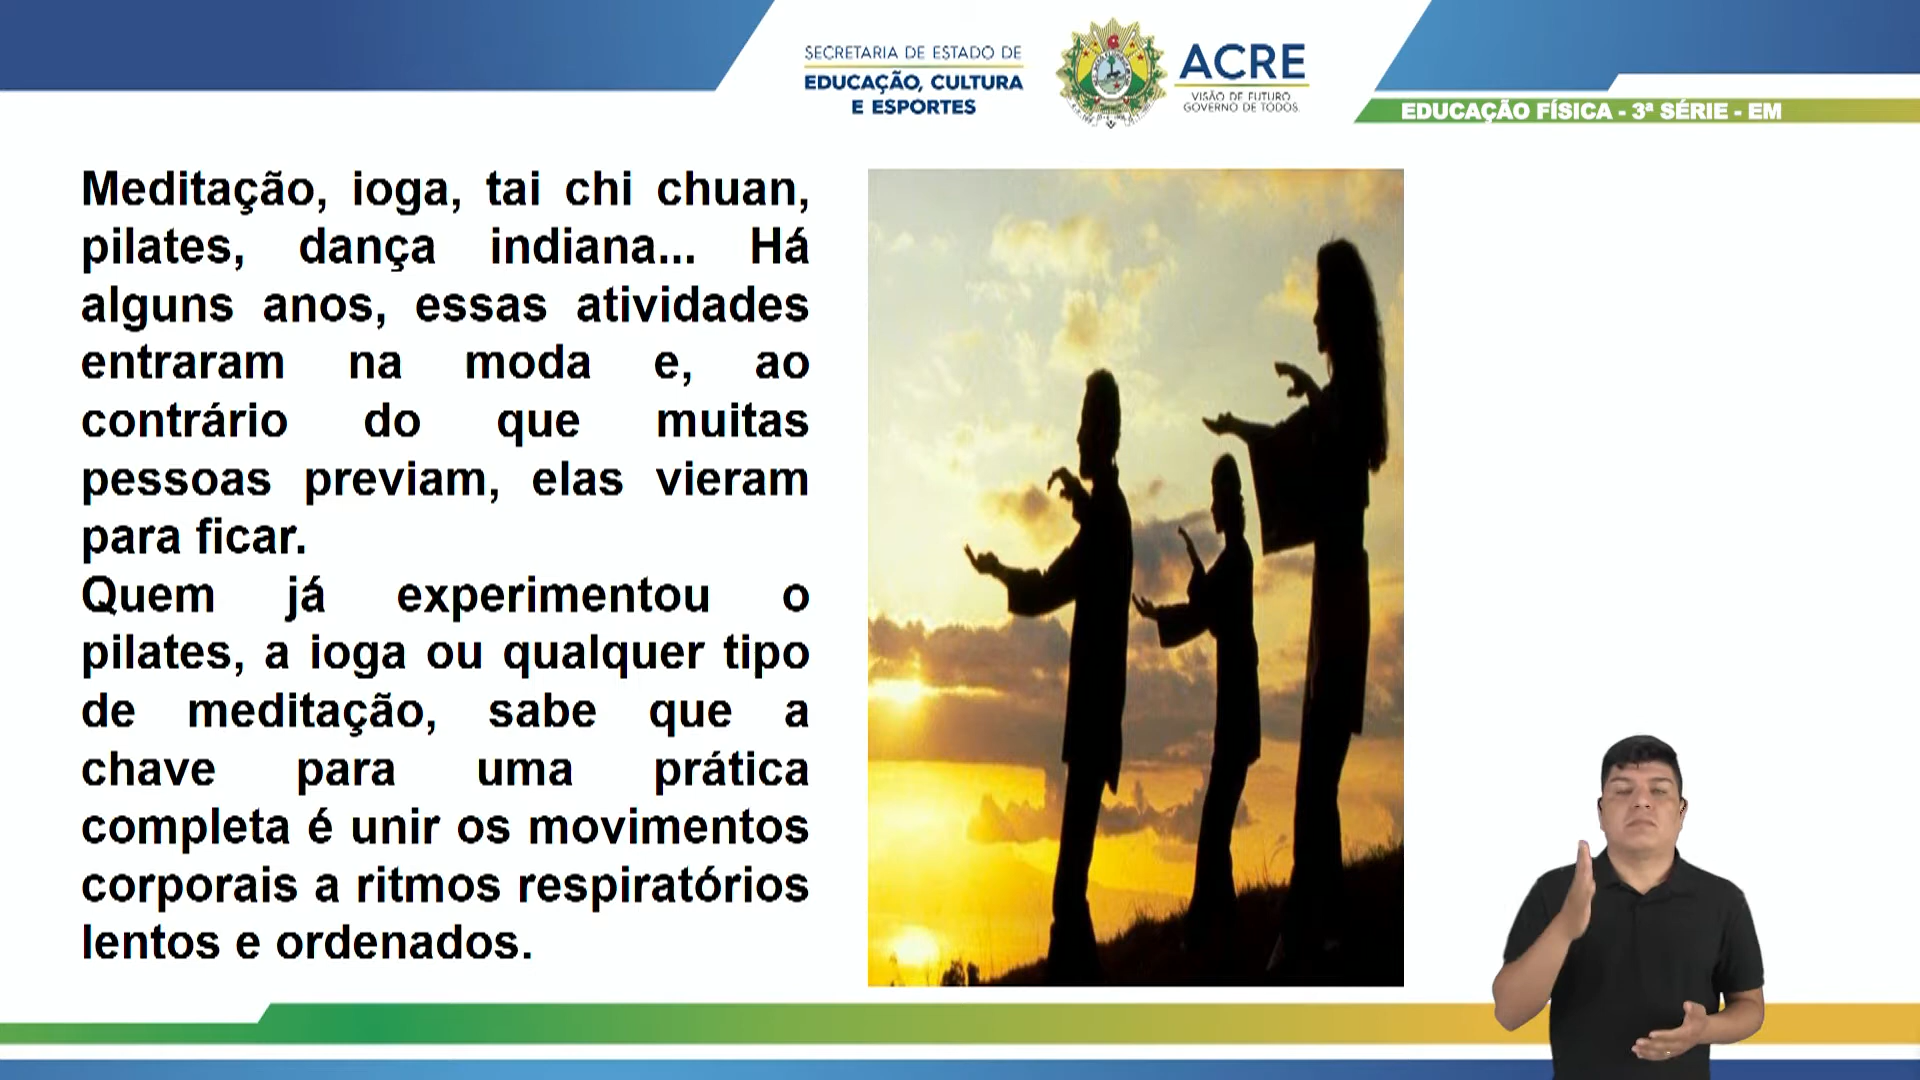 SECRETARIA DE ESTADO DE
EDUCAÇÃO, CULTURA
E ESPORTES
ACRE
VISÃO DE FUTURO
GOVERNO DE TODOS
EDUCAÇÃO FÍSICA - 3ª SÉRIE - EM
Meditação, ioga, tai chi chuan,
pilates, dança indiana... Há
alguns anos, essas atividades
entraram na moda e, ao
contrário do que muitas
pessoas previam, elas vieram
para ficar.
Quem já experimentou o
pilates, a ioga ou qualquer tipo
de meditação, sabe que a
chave para uma prática
completa é unir os movimentos
corporais a ritmos respiratórios
lentos e ordenados.